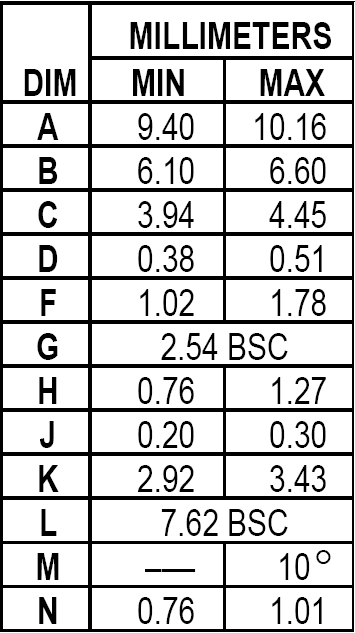 MILLIMETERS
DIM MIN MAX
A 9.40 10.16
B 6.10 6.60
C 3.94 4.45
D 0.38 0.51
F 1.02 1.78
G 2.54 BSC
H 0.76 1.27
J 0.20 0.30
K 2.92 3.43
L 7.62 BSC
M ––– 10°
N 0.76 1.01